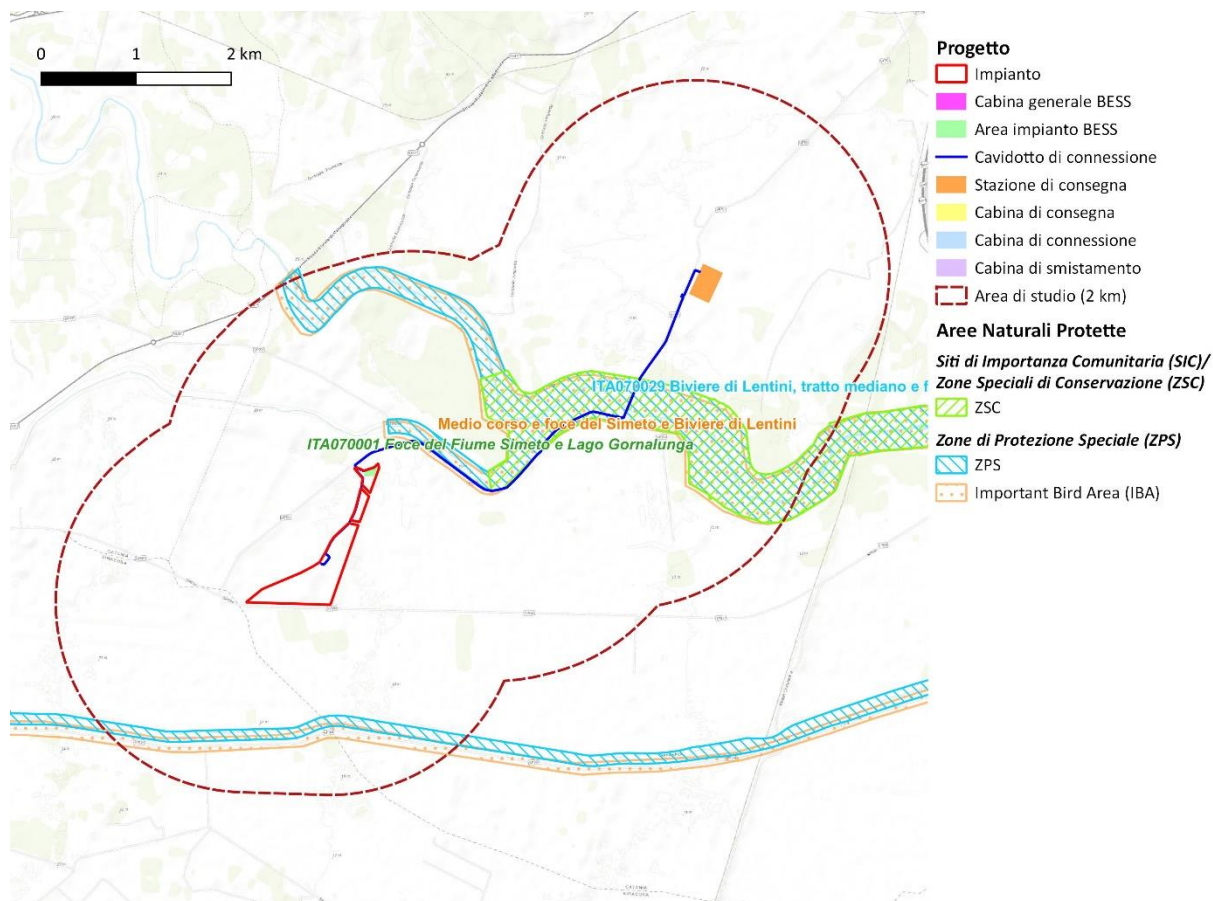 0 1 2 km
ITA070029 Biviere di Lentini, tratto mediano e f
Medio corso e foce del Simeto e Biviere di Lentini
ITA070001 Foce del Fiume Simeto e Lago Gornalunga
Progetto
Impianto
Cabina generale BESS
Area impianto BESS
Cavidotto di connessione
Stazione di consegna
Cabina di consegna
Cabina di connessione
Cabina di smistamento
Area di studio (2 km)
Aree Naturali Protette
Siti di Importanza Comunitaria (SIC)/
Zone Speciali di Conservazione (ZSC)
ZSC
Zone di Protezione Speciale (ZPS)
ZPS
Important Bird Area (IBA)